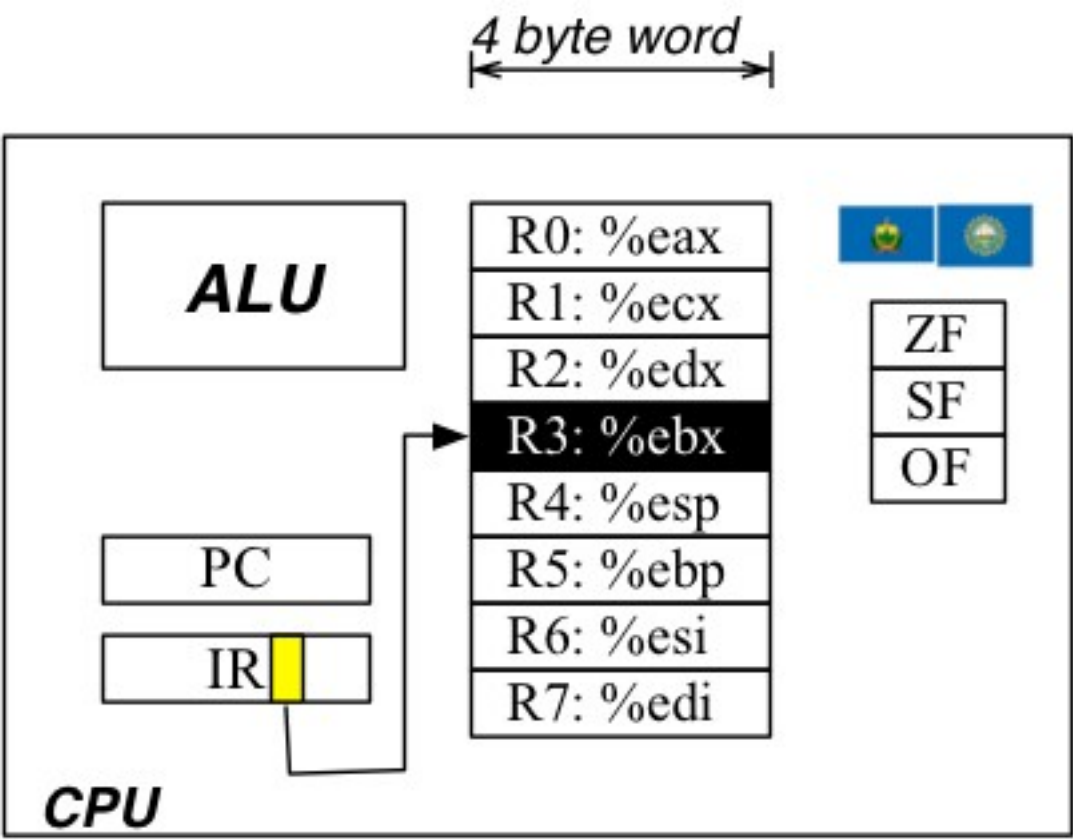 4 byte word
ALU
R0: %eax
R1: %ecx
R2: %edx
R3: %ebx
R4: %esp
R5: %ebp
R6: %esi
R7: %edi
ZF
SF
OF
PC
IR
CPU